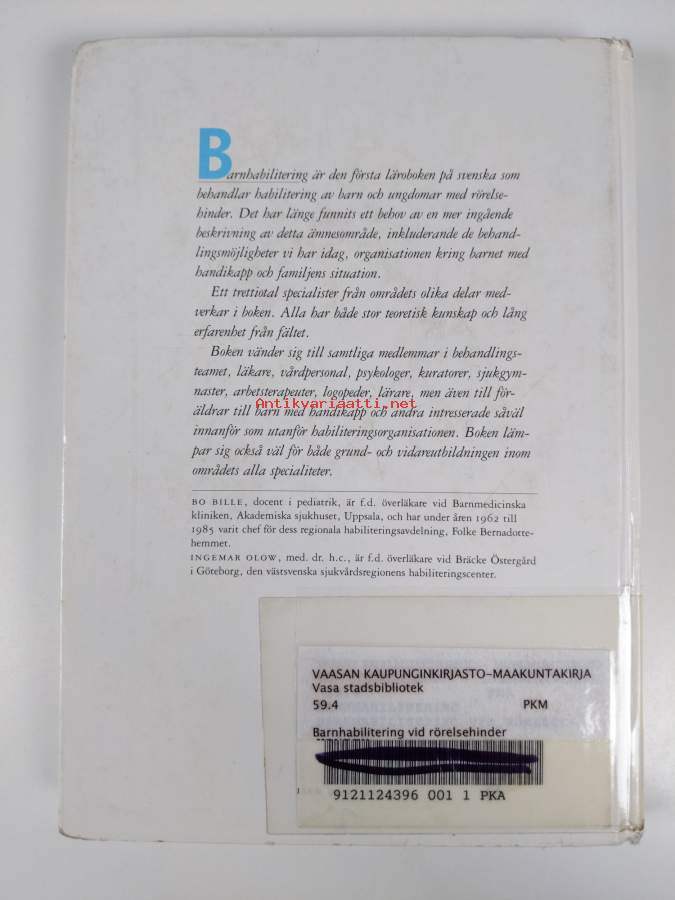 Barnhabilitering är den första läroboken på svenska som
behandlar habilitering av barn och ungdomar med rörelse-
hinder. Det har länge funnits ett behov av en mer ingående
beskrivning av detta ämnesområde, inkluderande de behand-
lingsmöjligheter vi har idag, organisationen kring barnet med
handikapp och familjens situation.
Ett trettiotal specialister från områdets olika delar med-
verkar i boken. Alla har både stor teoretisk kunskap och lång
erfarenhet från fältet.
Boken vänder sig till samtliga medlemmar i behandlings-
teamet, läkare, vårdpersonal, psykologer, kuratorer, sjukgym-
naster, arbetsterapeuter, logopeder, lärare, men även till för-
Antikvariaatti.net
äldrar till barn med handikapp och andra intresserade såväl
innanför som utanför habiliteringsorganisationen. Boken läm-
par sig också väl för både grund- och vidareutbildningen inom
områdets alla specialiteter.
BO BILLE, docent i pediatrik, är f.d. överläkare vid Barnmedicinska
kliniken, Akademiska sjukhuset, Uppsala, och har under åren 1962 till
1985 varit chef för dess regionala habiliteringsavdelning, Folke Bernadotte-
hemmet.
INGEMAR OLOW, med. dr. h.c., är f.d. överläkare vid Bräcke Östergård
i Göteborg, den västsvenska sjukvårdsregionens habiliteringscenter.
VAASAN KAUPUNGINKIRJASTO-MAAKUNTAKIRJA
Vasa stadsbibliotek
59.4 PKM
Barnhabilitering vid rörelsehinder
9121124396 001 1 PKA